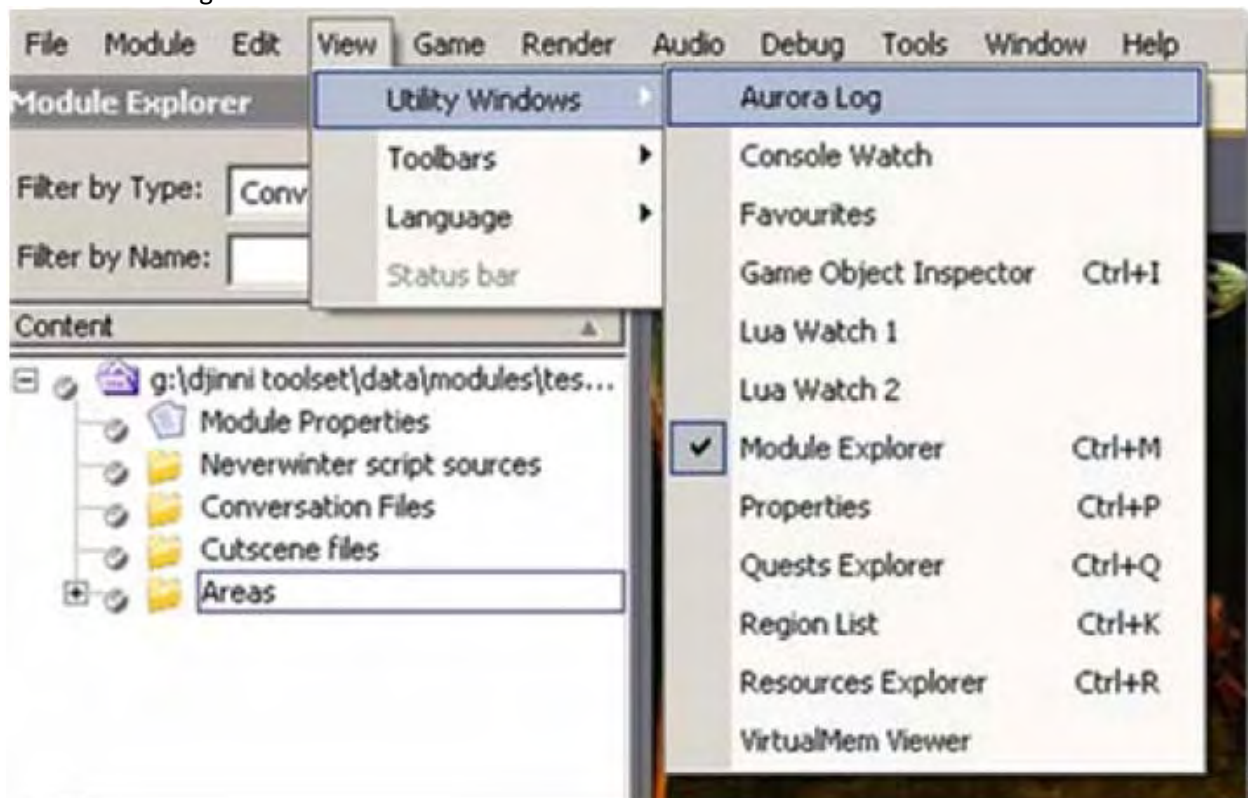 File Module Edit View Game Render Audio Debug Tools Window Help
Module Explorer
Filter by Type: Conv
Filter by Name:
Content
g:\djinni toolset\data\modules\tes...
Module Properties
Neverwinter script sources
Conversation Files
Cutscene files
Areas
Utility Windows
Toolbars
Language
Status bar
Aurora Log
Console Watch
Favourites
Game Object Inspector Ctrl+I
Lua Watch 1
Lua Watch 2
Module Explorer Ctrl+M
Properties Ctrl+P
Quests Explorer Ctrl+Q
Region List Ctrl+K
Resources Explorer Ctrl+R
VirtualMem Viewer